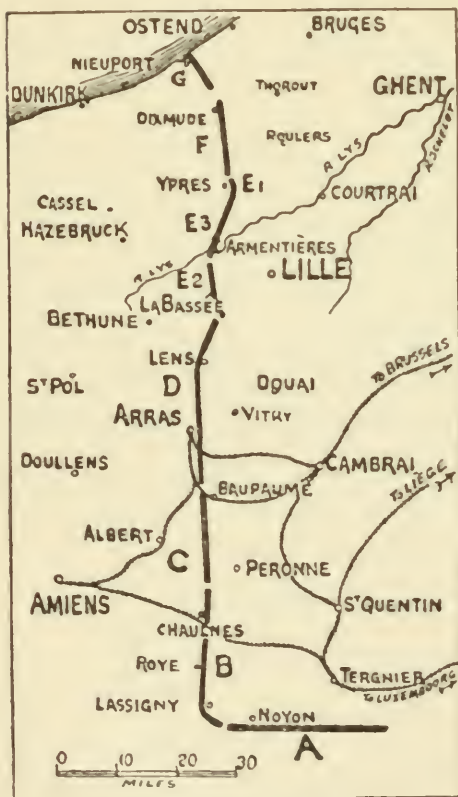 OSTEND
BRUGES
NIEUPORT
G
THOROUT
GHENT
DUNKIRK
DIXMUDE
F
ROULERS
R. LYS
R. SCHELDT
YPRES
E1
COURTRAI
CASSEL
HAZEBRUCK
E3
ARMENTIÈRES
R. LYS
E2
LILLE
LA BASSÉE
BETHUNE
LENS
TO BRUSSELS
ST POL
D
DOUAI
VITRY
ARRAS
DOULLENS
CAMBRAI
BAUPAUME
TO LIÈGE
ALBERT
C
PERONNE
AMIENS
ST QUENTIN
CHAULNES
ROYE
B
TERGNIER
TO LUXEMBOURG
LASSIGNY
NOYON
A
0 10 20 30
MILES